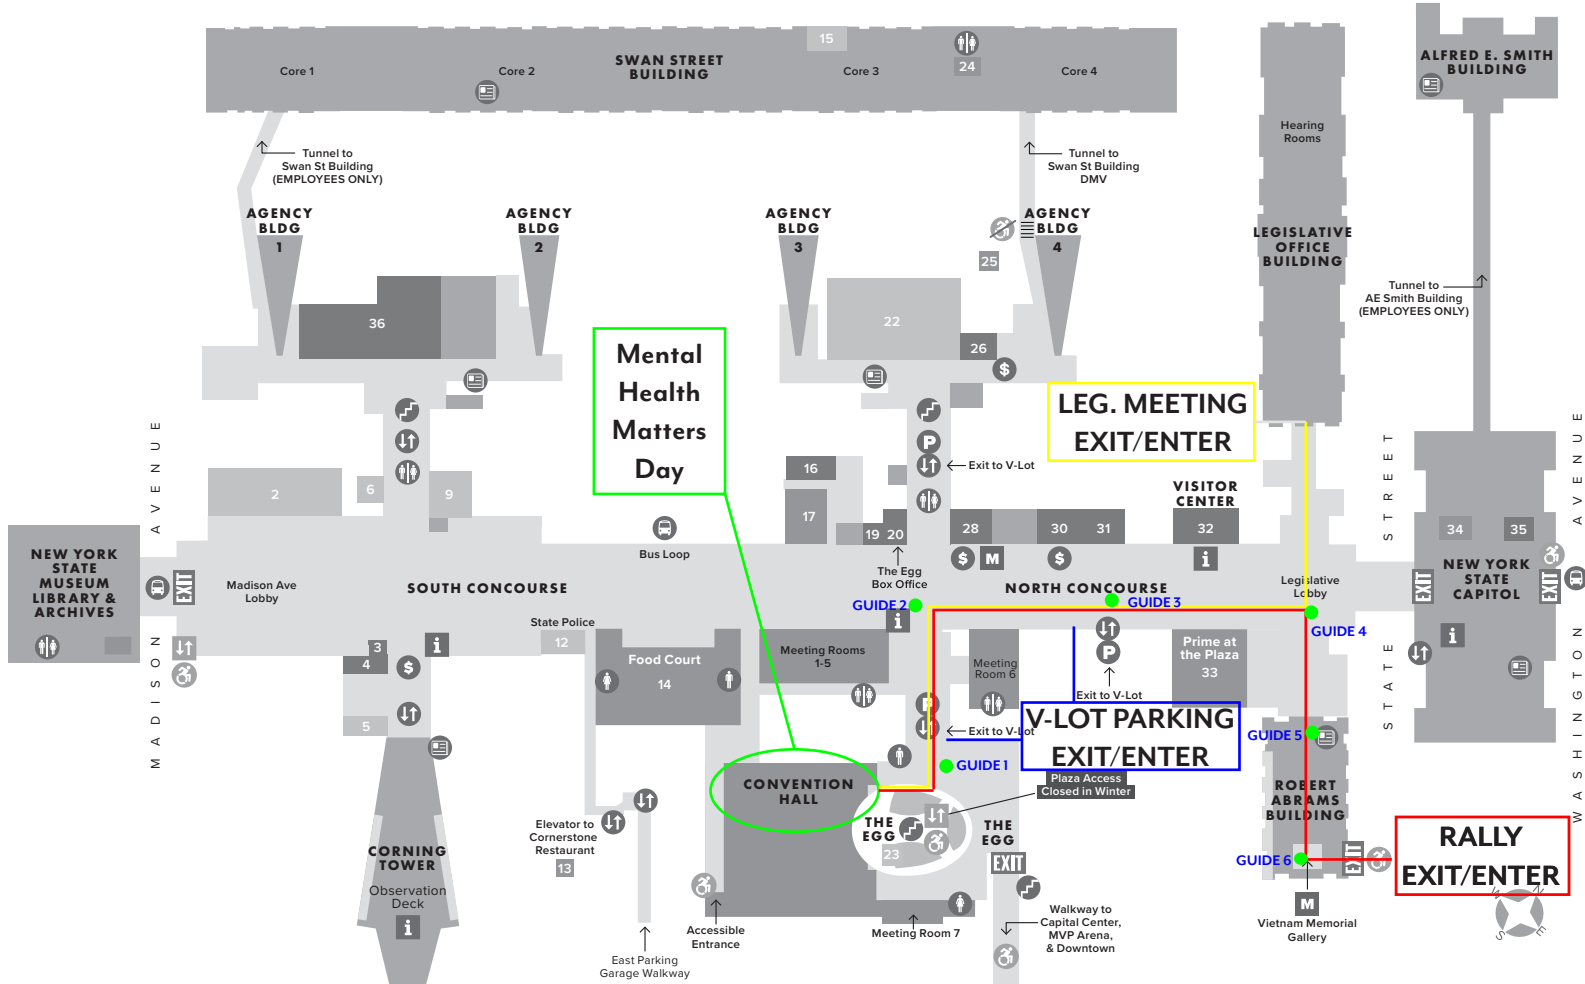 15
Core 1
Core 2
SWAN STREET
BUILDING
Core 3
24
Core 4
ALFRED E. SMITH
BUILDING
Hearing
Rooms
Tunnel to
Swan St Building
(EMPLOYEES ONLY)
Tunnel to
Swan St Building
DMV
AGENCY
BLDG
1
AGENCY
BLDG
2
AGENCY
BLDG
3
AGENCY
BLDG
4
25
LEGISLATIVE
OFFICE
BUILDING
Tunnel to
AE Smith Building
(EMPLOYEES ONLY)
36
22
26
$
Mental
Health
Matters
Day
LEG. MEETING
EXIT/ENTER
P
Exit to V-Lot
MADISON AVENUE
STATE STREET
WASHINGTON AVENUE
2
6
9
16
17
19
20
28
30
31
VISITOR
CENTER
32
34
35
Bus Loop
The Egg
Box Office
$
M
$
i
NEW YORK
STATE
MUSEUM
LIBRARY &
ARCHIVES
EXIT
Madison Ave
Lobby
SOUTH CONCOURSE
NORTH CONCOURSE
Legislative
Lobby
EXIT
NEW YORK
STATE
CAPITOL
EXIT
GUIDE 2
GUIDE 3
GUIDE 4
i
State Police
12
3
4
$
i
5
Food Court
14
Meeting Rooms
1-5
Meeting
Room 6
P
Exit to V-Lot
Prime at
the Plaza
33
i
P
Exit to V-Lot
V-LOT PARKING
EXIT/ENTER
GUIDE 5
GUIDE 1
Plaza Access
Closed in Winter
CONVENTION
HALL
THE
EGG
23
THE
EGG
EXIT
ROBERT
ABRAMS
BUILDING
Elevator to
Cornerstone
Restaurant
13
CORNING
TOWER
Observation
Deck
i
GUIDE 6
EXIT
RALLY
EXIT/ENTER
M
Vietnam Memorial
Gallery
N
E
S
W
Accessible
Entrance
Meeting Room 7
Walkway to
Capital Center,
MVP Arena,
& Downtown
East Parking
Garage Walkway